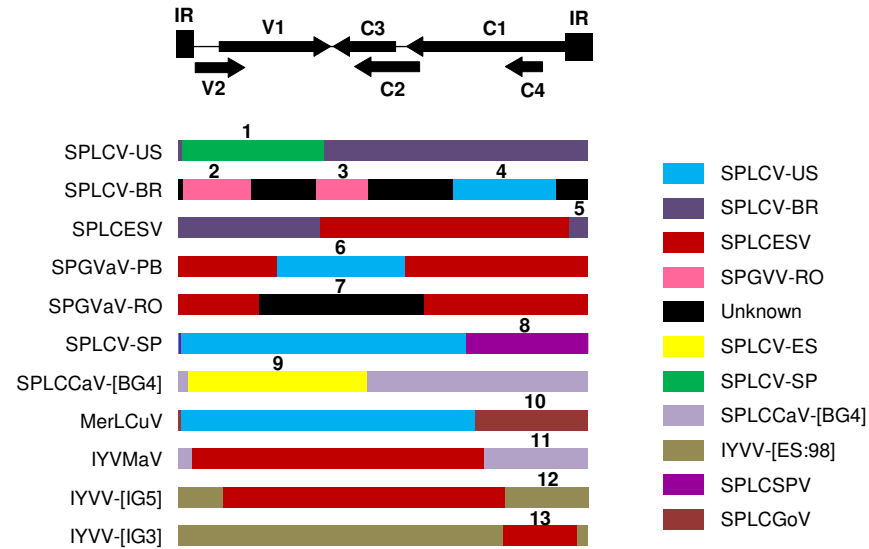 IR V1 C3 C1 IR
V2 C2 C4
1
SPLCV-US
2 3 4
SPLCV-BR
5
SPLCESV
6
SPGVaV-PB
7
SPGVaV-RO
8
SPLCV-SP
9
SPLCCaV-[BG4]
10
MerLCuV
11
IYVMaV
12
IYVV-[IG5]
13
IYVV-[IG3]
SPLCV-US
SPLCV-BR
SPLCESV
SPGVV-RO
Unknown
SPLCV-ES
SPLCV-SP
SPLCCaV-[BG4]
IYVV-[ES:98]
SPLCSPV
SPLCGoV